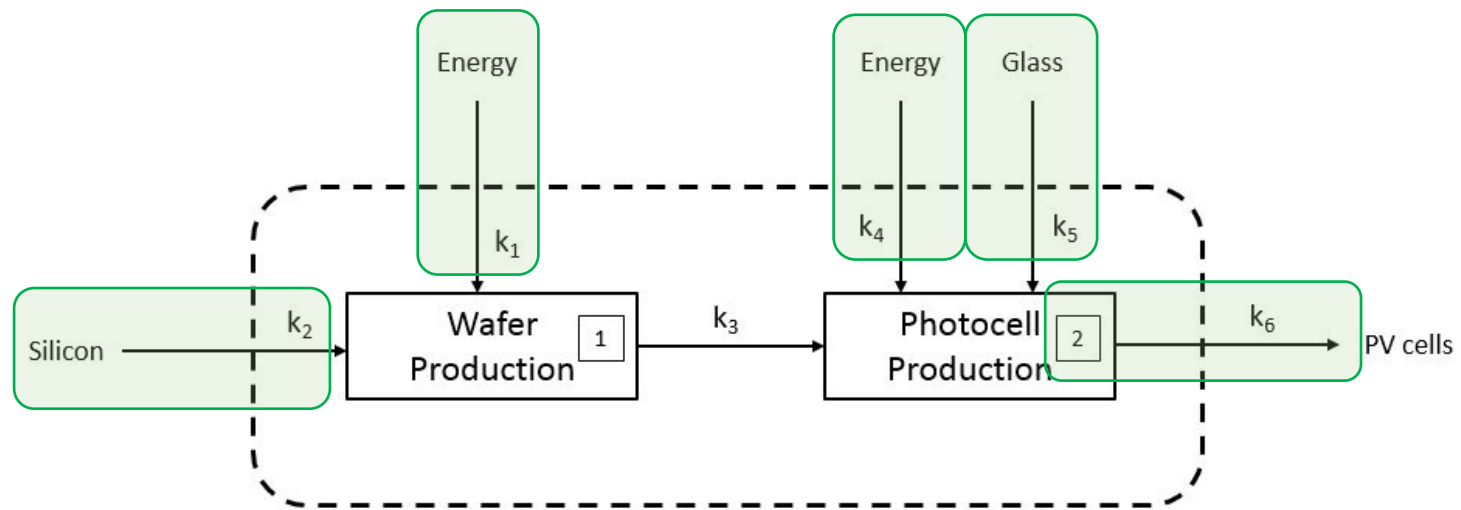 Energy
Energy
Glass
k₁
k₄
k₅
Silicon
k₂
Wafer
Production
1
k₃
Photocell
Production
2
k₆
PV cells